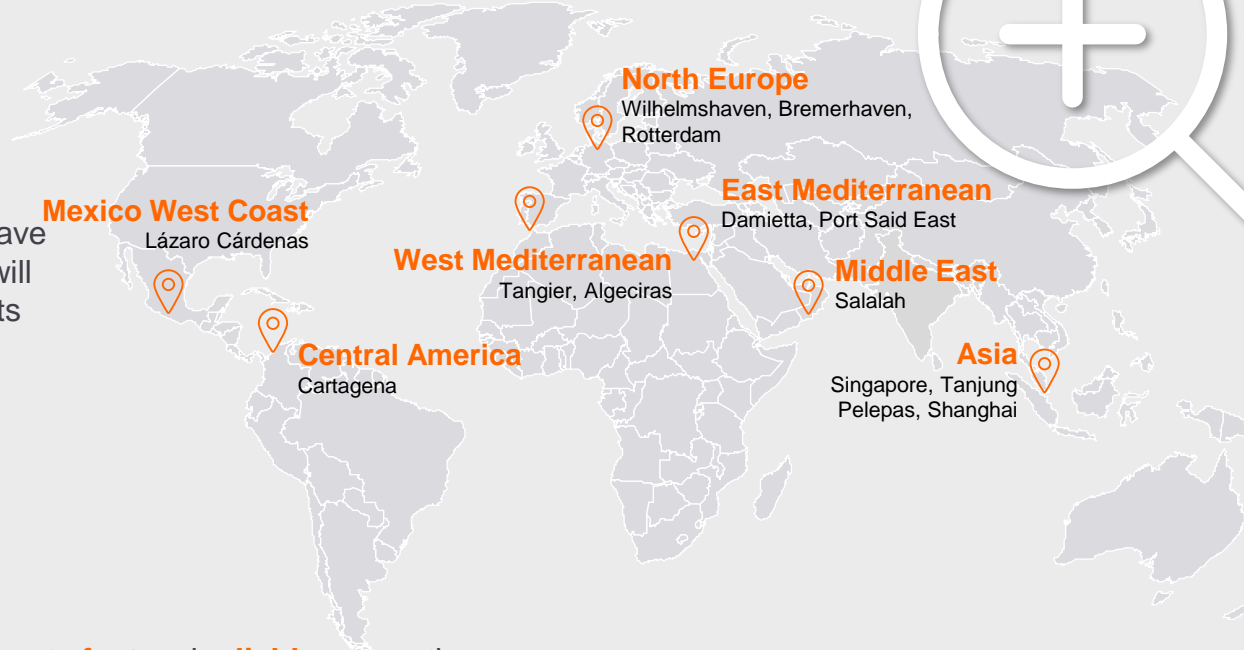 North Europe
Wilhelmshaven, Bremerhaven,
Rotterdam
East Mediterranean
Damietta, Port Said East
Mexico West Coast
Lázaro Cárdenas
will
West Mediterranean
Tangier, Algeciras
Middle East
Salalah
Central America
Cartagena
Asia
Singapore, Tanjung
Pelepas, Shanghai